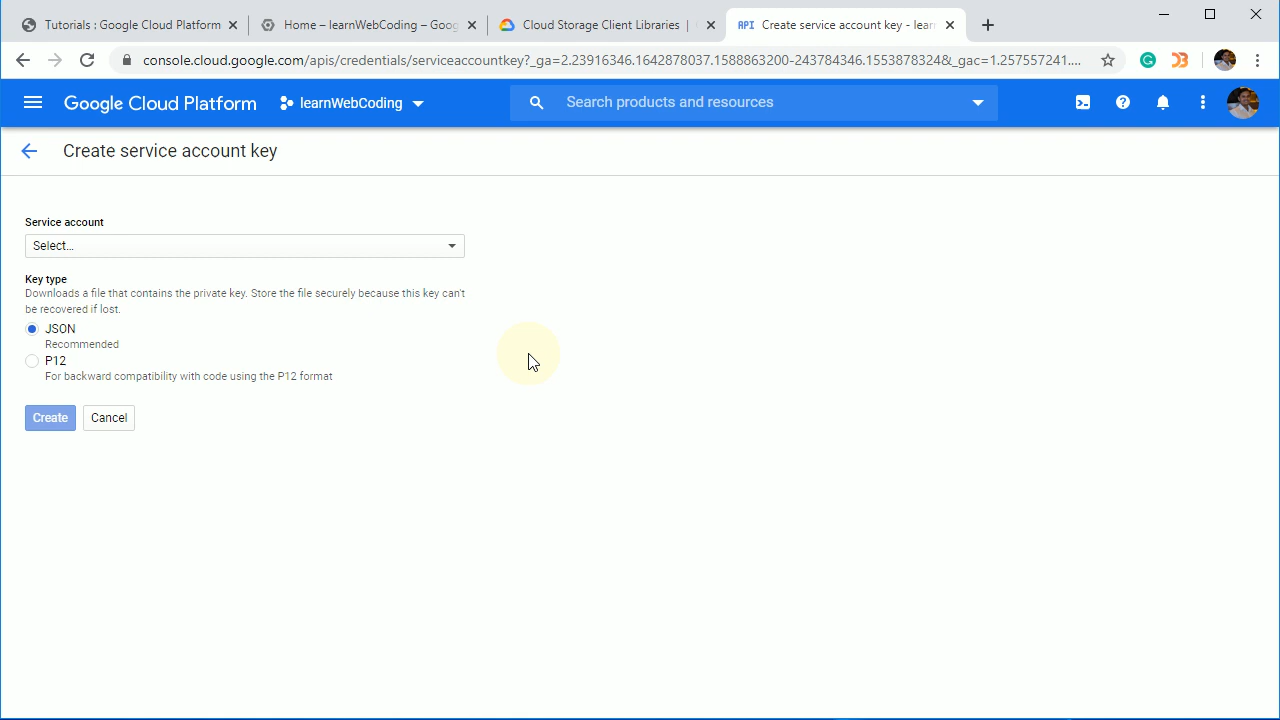 Tutorials : Google Cloud Platform
Home – learnWebCoding – Goog
Cloud Storage Client Libraries |
API Create service account key - lear
console.cloud.google.com/apis/credentials/serviceaccountkey?_ga=2.23916346.1642878037.1588863200-243784346.1553878324&_gac=1.257557241....
Google Cloud Platform
learnWebCoding
Search products and resources
Create service account key
Service account
Select...
Key type
Downloads a file that contains the private key. Store the file securely because this key can't
be recovered if lost.
JSON
Recommended
P12
For backward compatibility with code using the P12 format
Create
Cancel